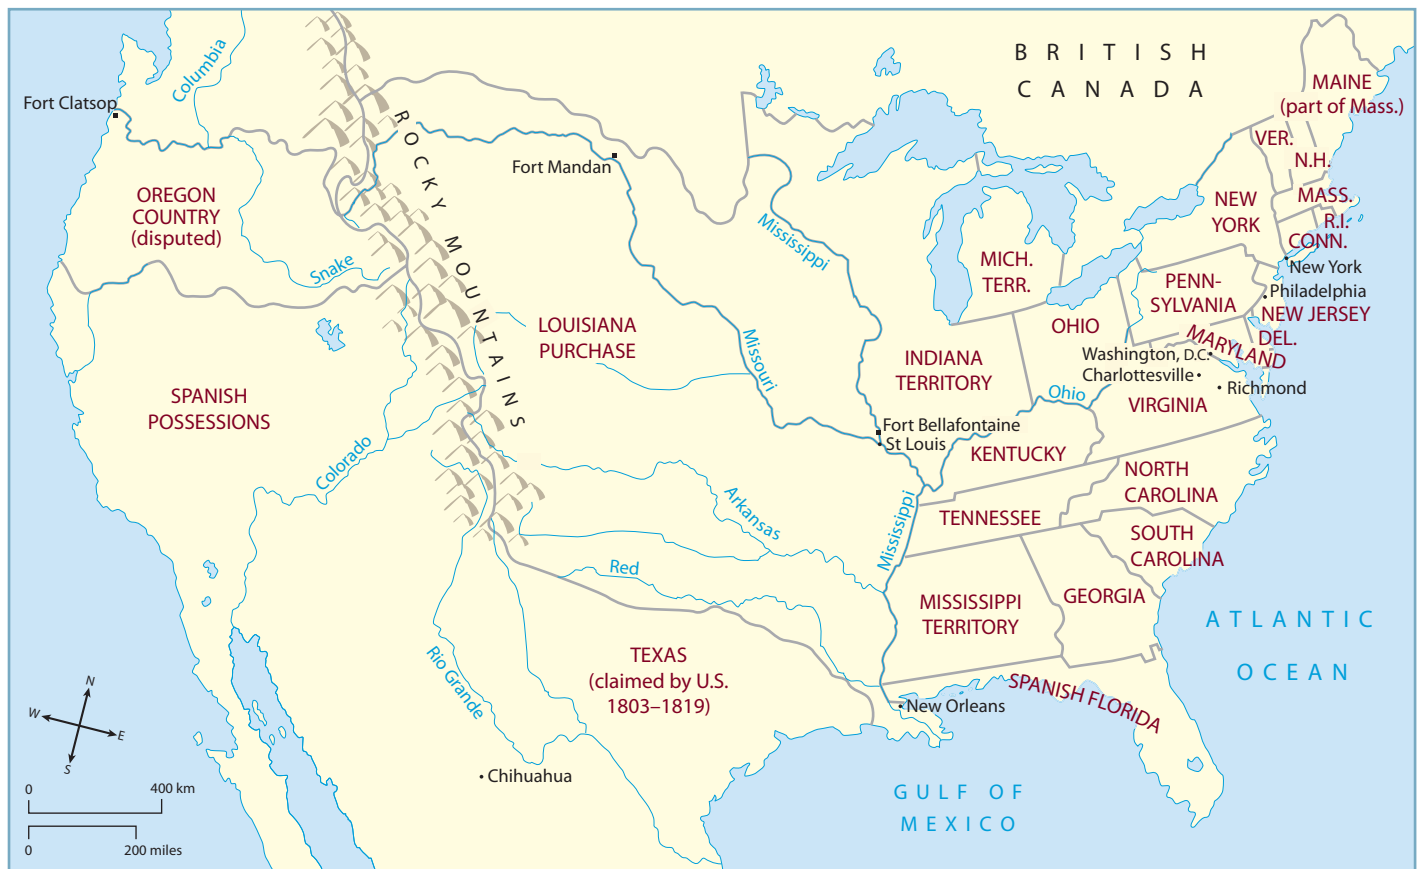 BRITISH
CANADA
MAINE
(part of Mass.)
Columbia
Fort Clatsop
ROCKY MOUNTAINS
Fort Mandan
VER.
N.H.
OREGON
COUNTRY
(disputed)
NEW
YORK
MASS.
R.I.
CONN.
Mississippi
Snake
MICH.
TERR.
New York
PENN-
SYLVANIA
Philadelphia
NEW JERSEY
LOUISIANA
PURCHASE
OHIO
MARYLAND
DEL.
Missouri
INDIANA
TERRITORY
Washington, D.C.
Charlottesville
Richmond
SPANISH
POSSESSIONS
Ohio
VIRGINIA
Colorado
Fort Bellafontaine
St Louis
KENTUCKY
NORTH
CAROLINA
Arkansas
Mississippi
TENNESSEE
SOUTH
CAROLINA
Red
MISSISSIPPI
TERRITORY
GEORGIA
ATLANTIC
OCEAN
Rio Grande
TEXAS
(claimed by U.S.
1803–1819)
SPANISH FLORIDA
New Orleans
N
W
E
S
Chihuahua
GULF OF
MEXICO
0 400 km
0 200 miles